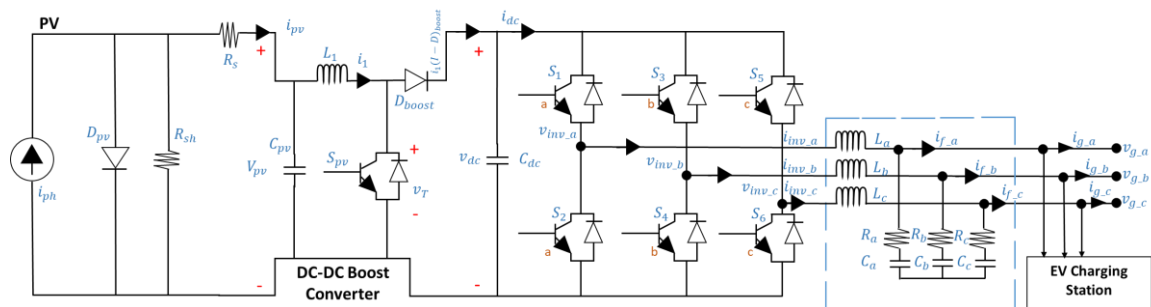 PV
R_s
i_pv
+
L_1
i_1
D_boost
i_1(I − D)_boost
+
i_dc
S_1
S_3
S_5
a
b
c
D_pv
R_sh
i_ph
C_pv
V_pv
S_pv
+
v_T
-
v_dc
C_dc
v_inv_a
v_inv_b
v_inv_c
i_inv_a
i_inv_b
i_inv_c
L_a
L_b
L_c
i_f_a
i_f_b
i_f_c
i_g_a
i_g_b
i_g_c
v_g_a
v_g_b
v_g_c
S_2
S_4
S_6
a
b
c
R_a
R_b
R_c
C_a
C_b
C_c
-
DC-DC Boost
Converter
-
EV Charging
Station